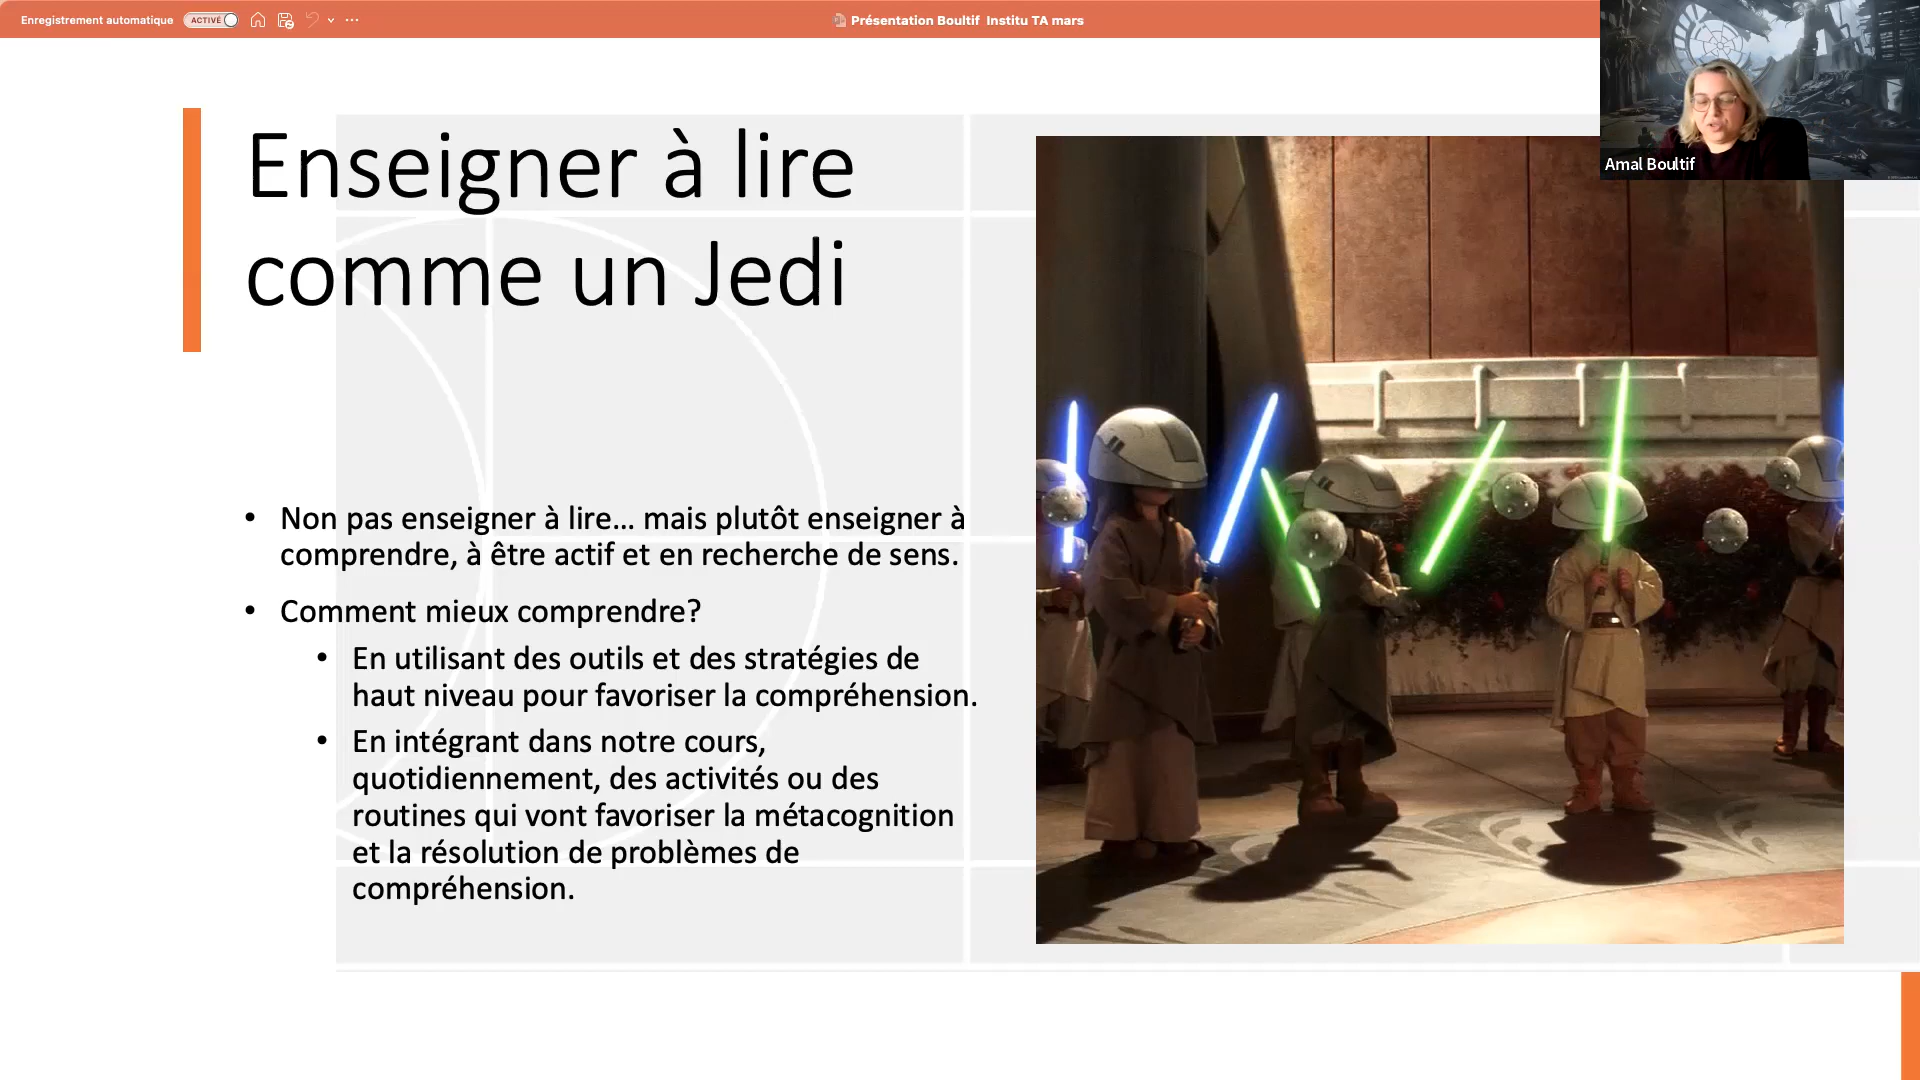 Enregistrement automatique ACTIVÉ
Présentation Boultif Institu TA mars
Amal Boultif
Enseigner à lire
comme un Jedi
• Non pas enseigner à lire... mais plutôt enseigner à
comprendre, à être actif et en recherche de sens.
• Comment mieux comprendre?
• En utilisant des outils et des stratégies de
haut niveau pour favoriser la compréhension.
• En intégrant dans notre cours,
quotidiennement, des activités ou des
routines qui vont favoriser la métacognition
et la résolution de problèmes de
compréhension.